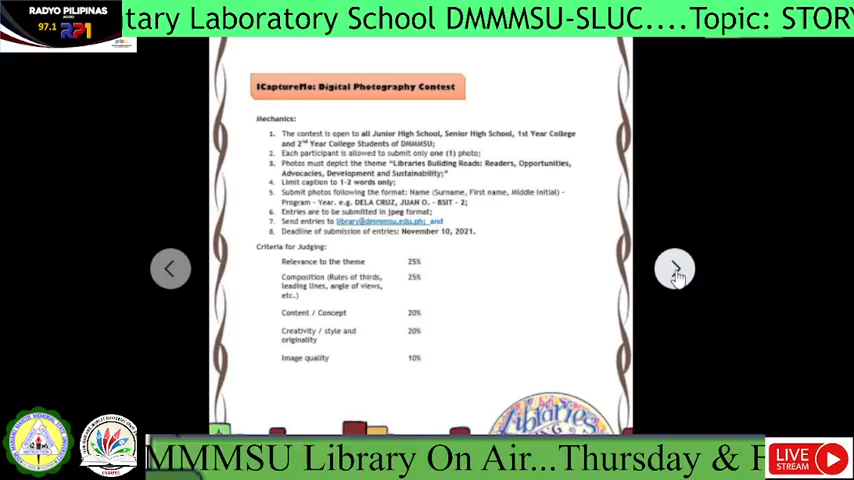 RADYO PILIPINAS
97.1 RP1
utary Laboratory School DMMMSU-SLUC....Topic: STORY
ICaptureMo: Digital Photography Contest
Mechanics:
1. The contest is open to all Junior High School, Senior High School, 1st Year College
and 2nd Year College Students of DMMMSU;
2. Each participant is allowed to submit only one (1) photo;
3. Photos must depict the theme "Libraries Building Roads: Readers, Opportunities,
Advocacies, Development and Sustainability;"
4. Limit caption to 1-2 words only;
5. Submit photos following the format: Name (Surname, First name, Middle Initial) -
Program - Year. e.g. DELA CRUZ, JUAN O. - BSIT - 2;
6. Entries are to be submitted in jpeg format;
7. Send entries to library@dmmmsu.edu.ph; and
8. Deadline of submission of entries: November 10, 2021.
Criteria for Judging:
Relevance to the theme 25%
Composition (Rules of thirds, 25%
leading lines, angle of views,
etc.)
Content / Concept 20%
Creativity / style and 20%
originality
Image quality 10%
Libraries
MMMSU Library On Air...Thursday & F
LIVE
STREAM